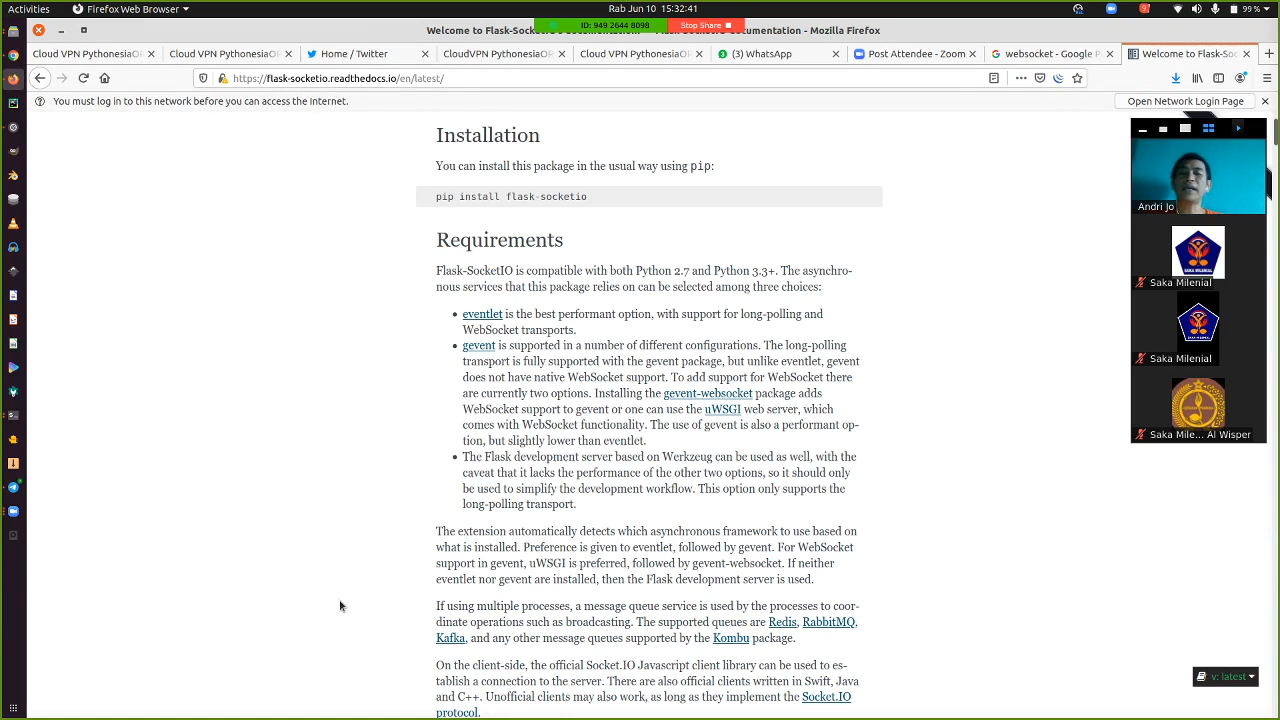 Activities
Firefox Web Browser
Rab Jun 10 15:32:41
9
99 %
ID: 949 2644 8098
Stop Share
Mozilla Firefox
Cloud VPN PythonesiaOR
Cloud VPN PythonesiaOR
Home / Twitter
CloudVPN PythonesiaOR
Cloud VPN PythonesiaOR
(3) WhatsApp
Post Attendee - Zoom
websocket - Google P
Welcome to Flask-Soc
https://flask-socketio.readthedocs.io/en/latest/
You must log in to this network before you can access the Internet.
Open Network Login Page
Installation
You can install this package in the usual way using pip:
pip install flask-socketio
Requirements
Flask-SocketIO is compatible with both Python 2.7 and Python 3.3+. The asynchro-
nous services that this package relies on can be selected among three choices:
eventlet is the best performant option, with support for long-polling and
WebSocket transports.
gevent is supported in a number of different configurations. The long-polling
transport is fully supported with the gevent package, but unlike eventlet, gevent
does not have native WebSocket support. To add support for WebSocket there
are currently two options. Installing the gevent-websocket package adds
WebSocket support to gevent or one can use the uWSGI web server, which
comes with WebSocket functionality. The use of gevent is also a performant op-
tion, but slightly lower than eventlet.
The Flask development server based on Werkzeug can be used as well, with the
caveat that it lacks the performance of the other two options, so it should only
be used to simplify the development workflow. This option only supports the
long-polling transport.
The extension automatically detects which asynchronous framework to use based on
what is installed. Preference is given to eventlet, followed by gevent. For WebSocket
support in gevent, uWSGI is preferred, followed by gevent-websocket. If neither
eventlet nor gevent are installed, then the Flask development server is used.
If using multiple processes, a message queue service is used by the processes to coor-
dinate operations such as broadcasting. The supported queues are Redis, RabbitMQ,
Kafka, and any other message queues supported by the Kombu package.
On the client-side, the official Socket.IO Javascript client library can be used to es-
tablish a connection to the server. There are also official clients written in Swift, Java
and C++. Unofficial clients may also work, as long as they implement the Socket.IO
protocol.
Andri Jo
SAKA MILENIAL
Saka Milenial
Saka Milenial
Saka Mile... Al Wisper
v: latest